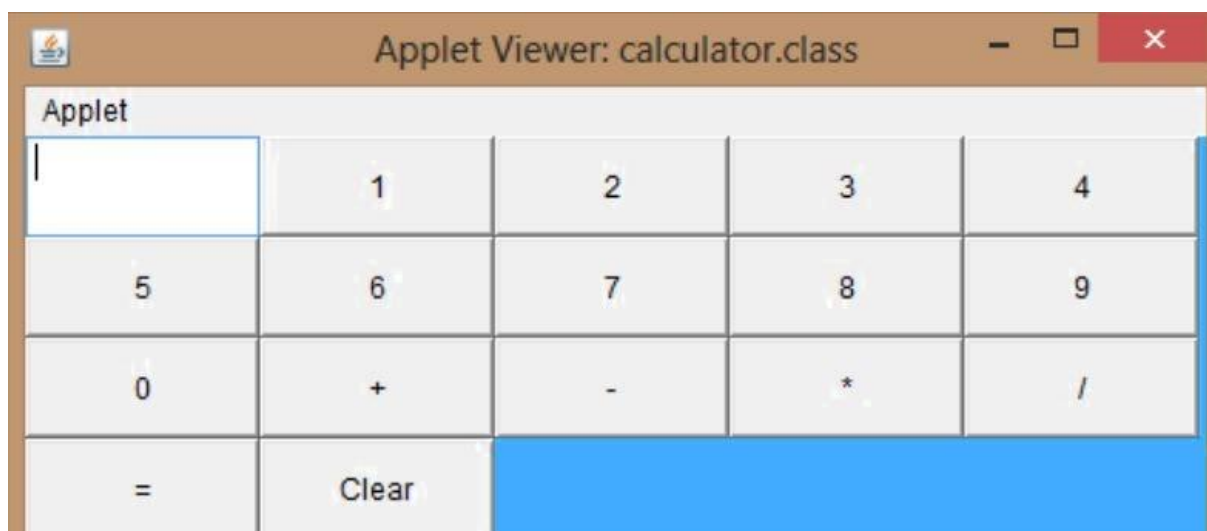 Applet Viewer: calculator.class
Applet
1 2 3 4
5 6 7 8 9
0 + - * /
= Clear